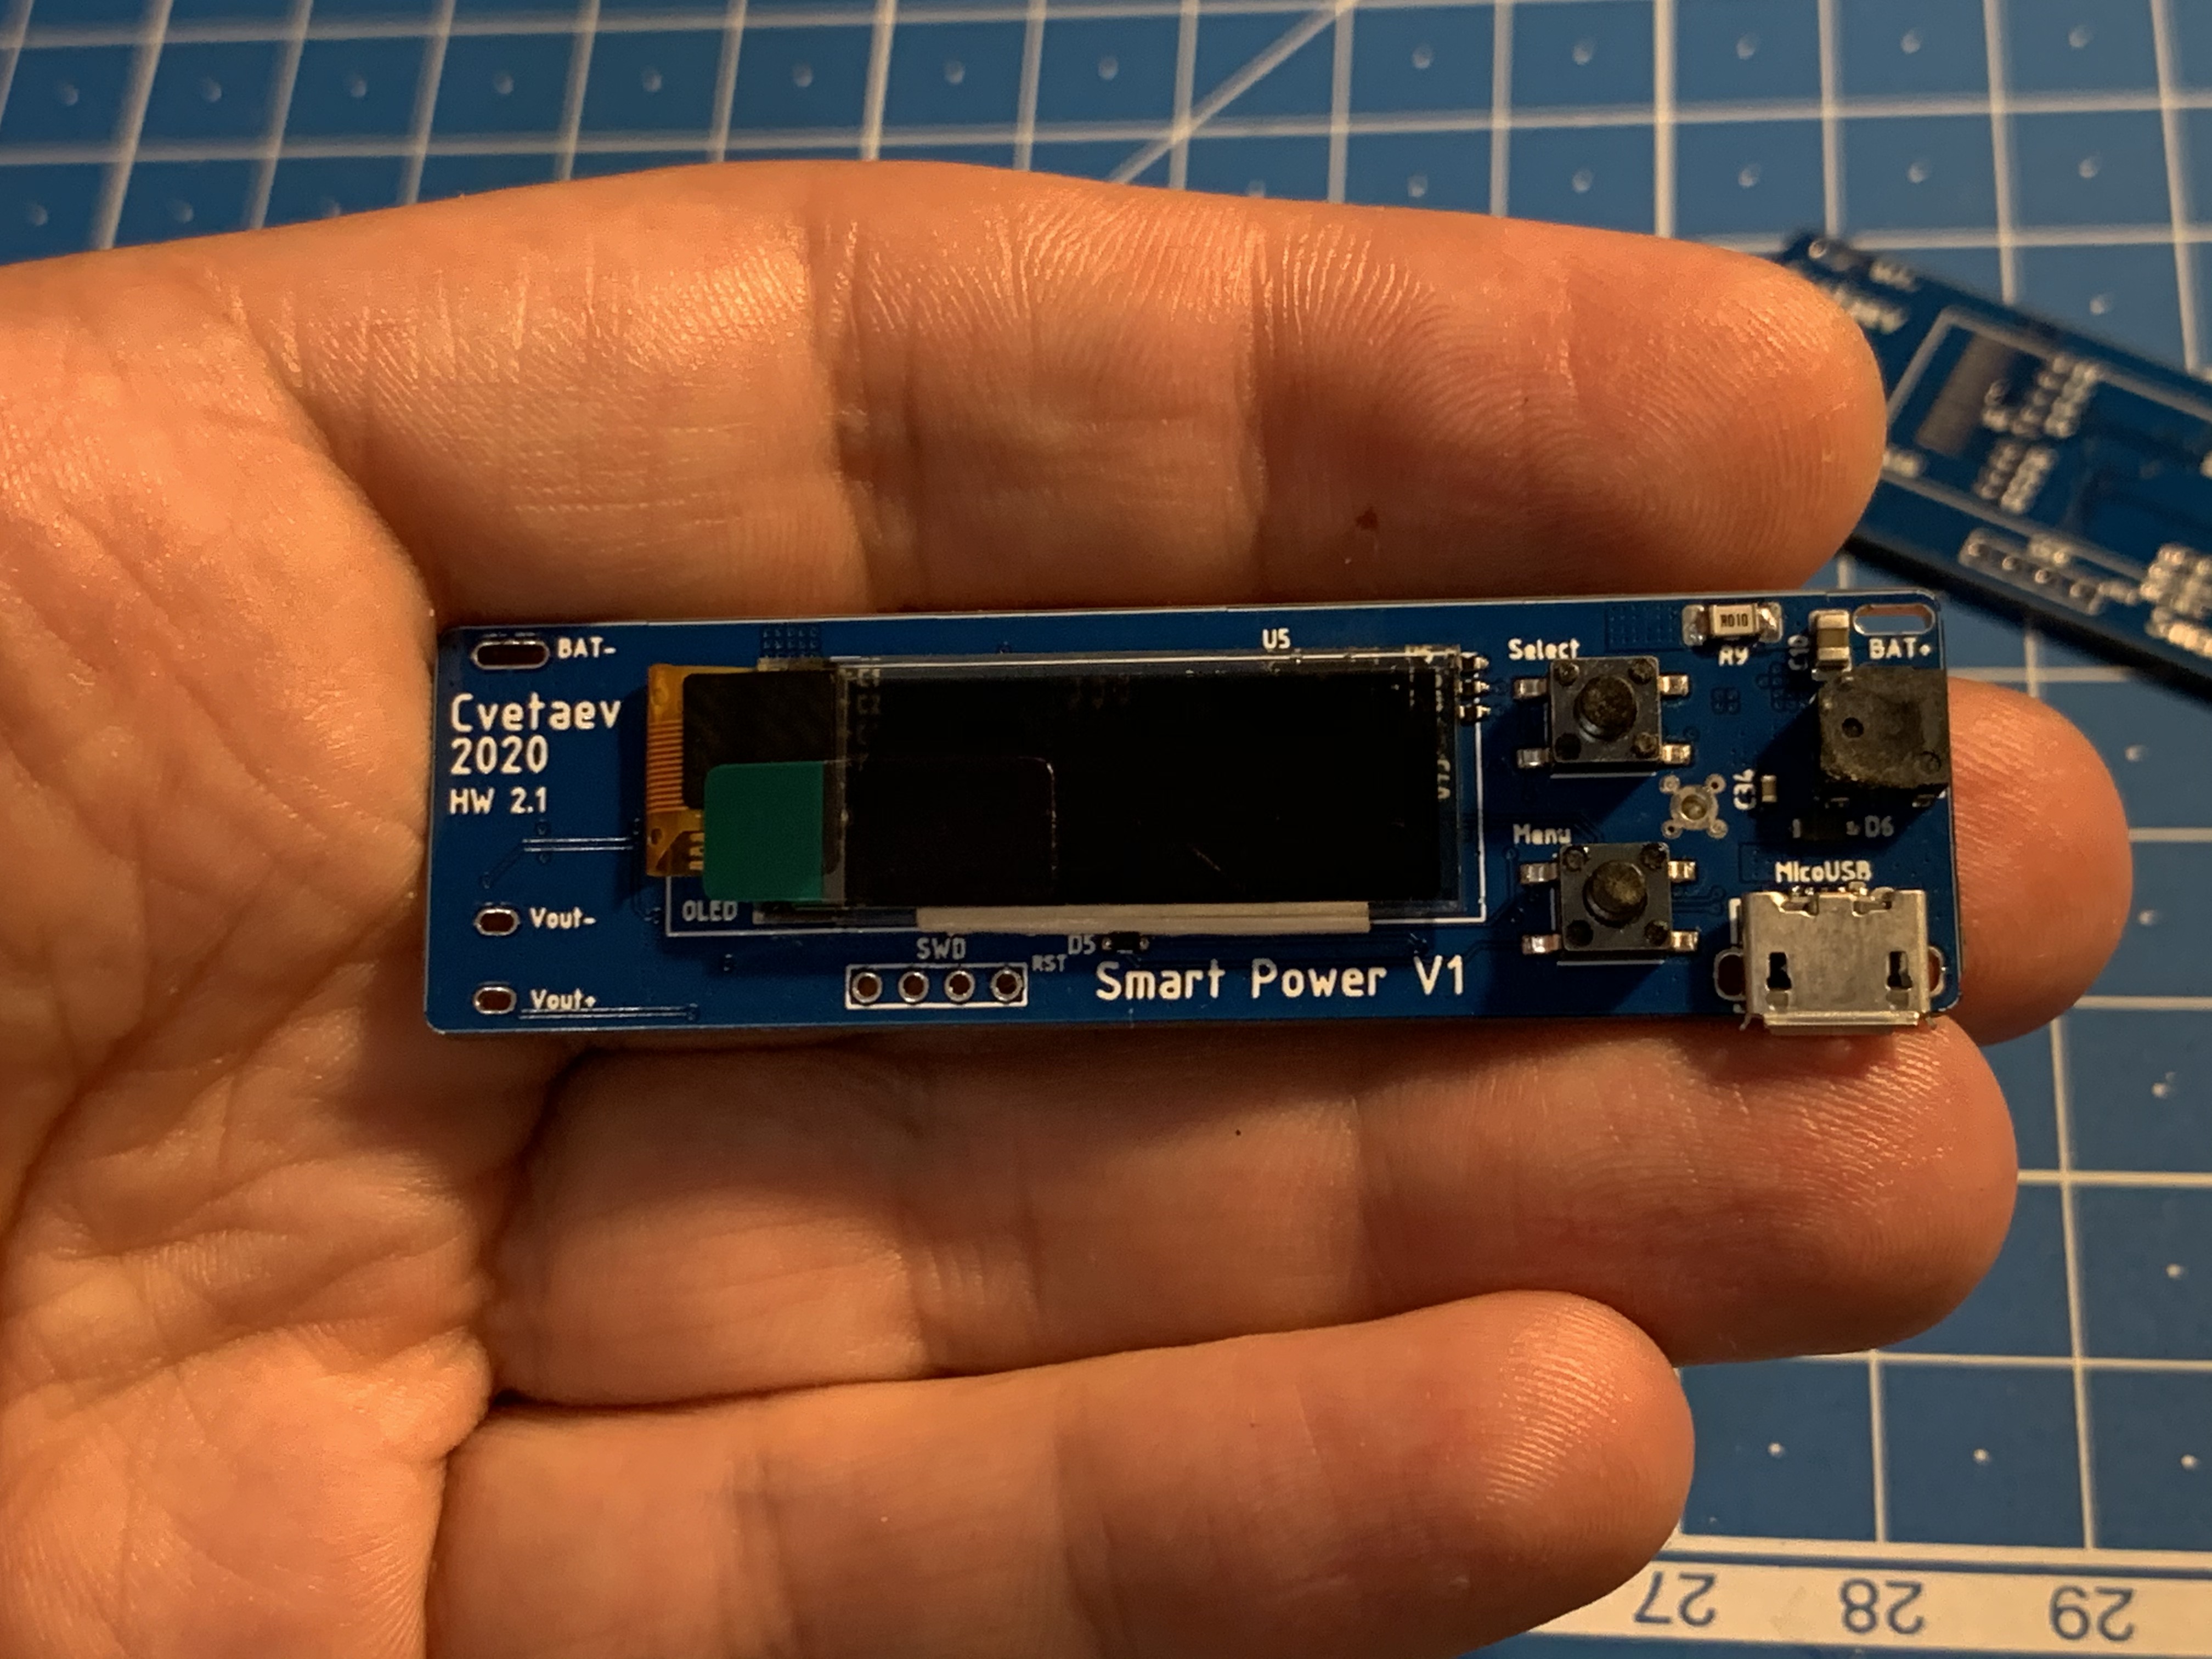 BAT-
Cvetaev
2020
HW 2.1
Vout-
Vout+
OLED
SWD
RST
D5
Smart Power V1
U5
Select
Menu
R010
R9
C10
BAT+
C34
D6
MicoUSB
27
28
29